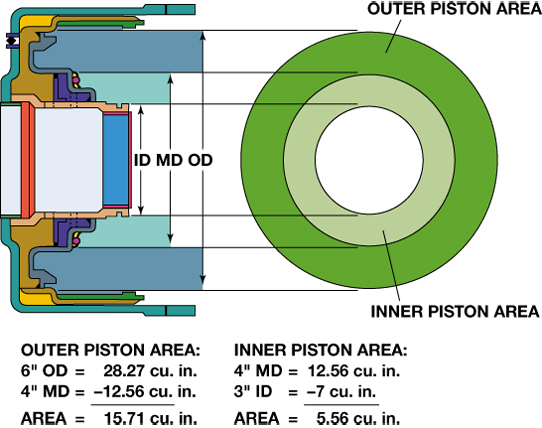 OUTER PISTON AREA
ID MD OD
INNER PISTON AREA
OUTER PISTON AREA:
6" OD = 28.27 cu. in.
4" MD = –12.56 cu. in.
AREA = 15.71 cu. in.
INNER PISTON AREA:
4" MD = 12.56 cu. in.
3" ID = –7 cu. in.
AREA = 5.56 cu. in.